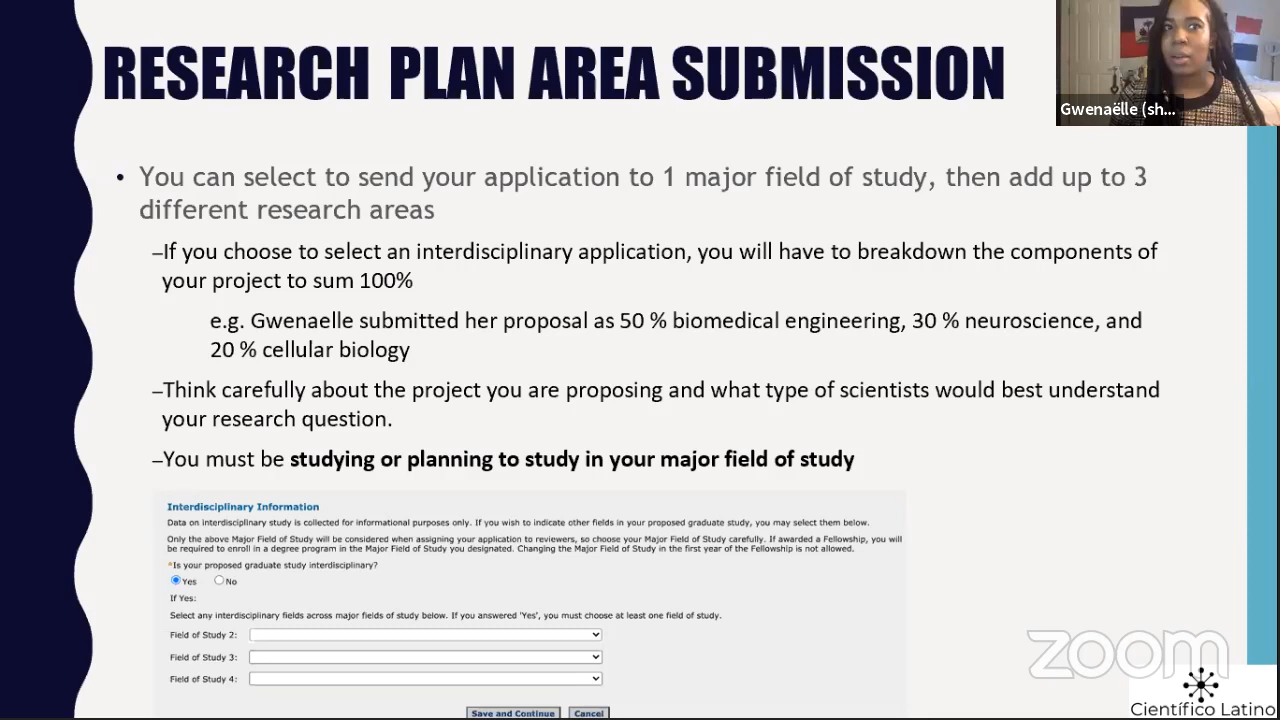 RESEARCH PLAN AREA SUBMISSION
Gwenaëlle (sh...
• You can select to send your application to 1 major field of study, then add up to 3
different research areas
–If you choose to select an interdisciplinary application, you will have to breakdown the components of
your project to sum 100%
e.g. Gwenaelle submitted her proposal as 50 % biomedical engineering, 30 % neuroscience, and
20 % cellular biology
–Think carefully about the project you are proposing and what type of scientists would best understand
your research question.
–You must be studying or planning to study in your major field of study
Interdisciplinary Information
Data on interdisciplinary study is collected for informational purposes only. If you wish to indicate other fields in your proposed graduate study, you may select them below.
Only the above Major Field of Study will be considered when assigning your application to reviewers, so choose your Major Field of Study carefully. If awarded a Fellowship, you will
be required to enroll in a degree program in the Major Field of Study you designated. Changing the Major Field of Study in the first year of the Fellowship is not allowed.
*Is your proposed graduate study interdisciplinary?
Yes No
If Yes:
Select any interdisciplinary fields across major fields of study below. If you answered 'Yes', you must choose at least one field of study.
Field of Study 2:
Field of Study 3:
Field of Study 4:
Save and Continue Cancel
zoom
Científico Latino